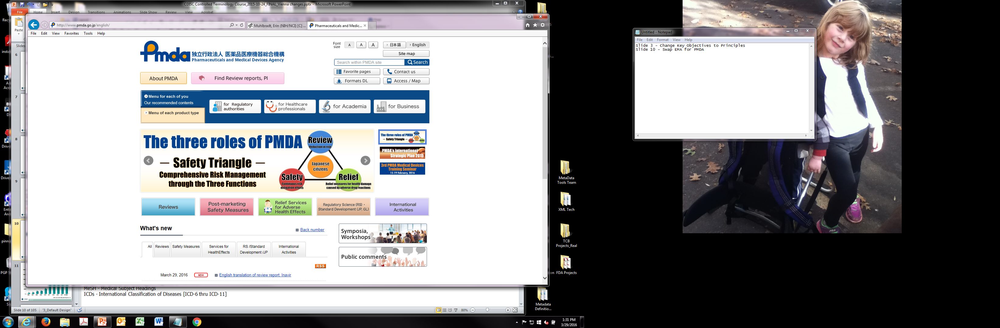 CDISC Controlled Terminology Course_2015-10-24_FINAL_Vienna changes.pptx - Microsoft PowerPoint
File Home Insert Design Transitions Animations Slide Show Review View Acrobat
Paste
Slides
6
7
8
9
10
11
http://www.pmda.go.jp/english/
Muhlbradt, Erin (NIH/NCI) [C] ...
Pharmaceuticals and Medic...
File Edit View Favorites Tools Help
Pmda 独立行政法人 医薬品医療機器総合機構
Pharmaceuticals and Medical Devices Agency
Font size A A A
日本語 English
Site map
Search within PMDA site Search
Favorite pages Contact us
Formats DL Access / Map
About PMDA Find Review reports, PI
Menu for each of you
Our recommended contents
Menu of each product type
for Regulatory authorities
for Healthcare professionals
for Academia
for Business
The three roles of PMDA
— Safety Triangle —
Comprehensive Risk Management
through the Three Functions
Review
Reduction in risk
Japanese
citizens
Safety
Continuous risk
mitigation efforts
Relief
Relief measures for health damage
caused by adverse drug reactions
The three roles of PMDA
— Safety Triangle —
PMDA's International
Strategic Plan 2015
3rd PMDA Medical Devices
Training Seminar
15-19 February, 2016
Reviews
Post-marketing
Safety Measures
Relief Services
for Adverse
Health Effects
Regulatory Science (RS) ・
Standard Development (JP, GL)
International
Activities
What's new
Back number
All
Reviews
Safety Measures
Services for
HealthEffects
RS /Standard
Development /JP
International
Activities
RSS
March 29, 2016 NEW English translation of review report: Inavir
Symposia,
Workshops
Public comments
MeSH - Medical Subject Headings
ICDs - International Classification of Diseases [ICD-6 thru ICD-11]
Slide 10 of 105 "3_Default Design" 80%
MetaData
Tools Team
XML Tech
TCB
Projects_Real
FDA Projects
Metadata
Definitio...
1:31 PM
3/29/2016
Untitled - Notepad
File Edit Format View Help
Slide 3 - Change Key Objectives to Principles
Slide 10 - Swap EMA for PMDA